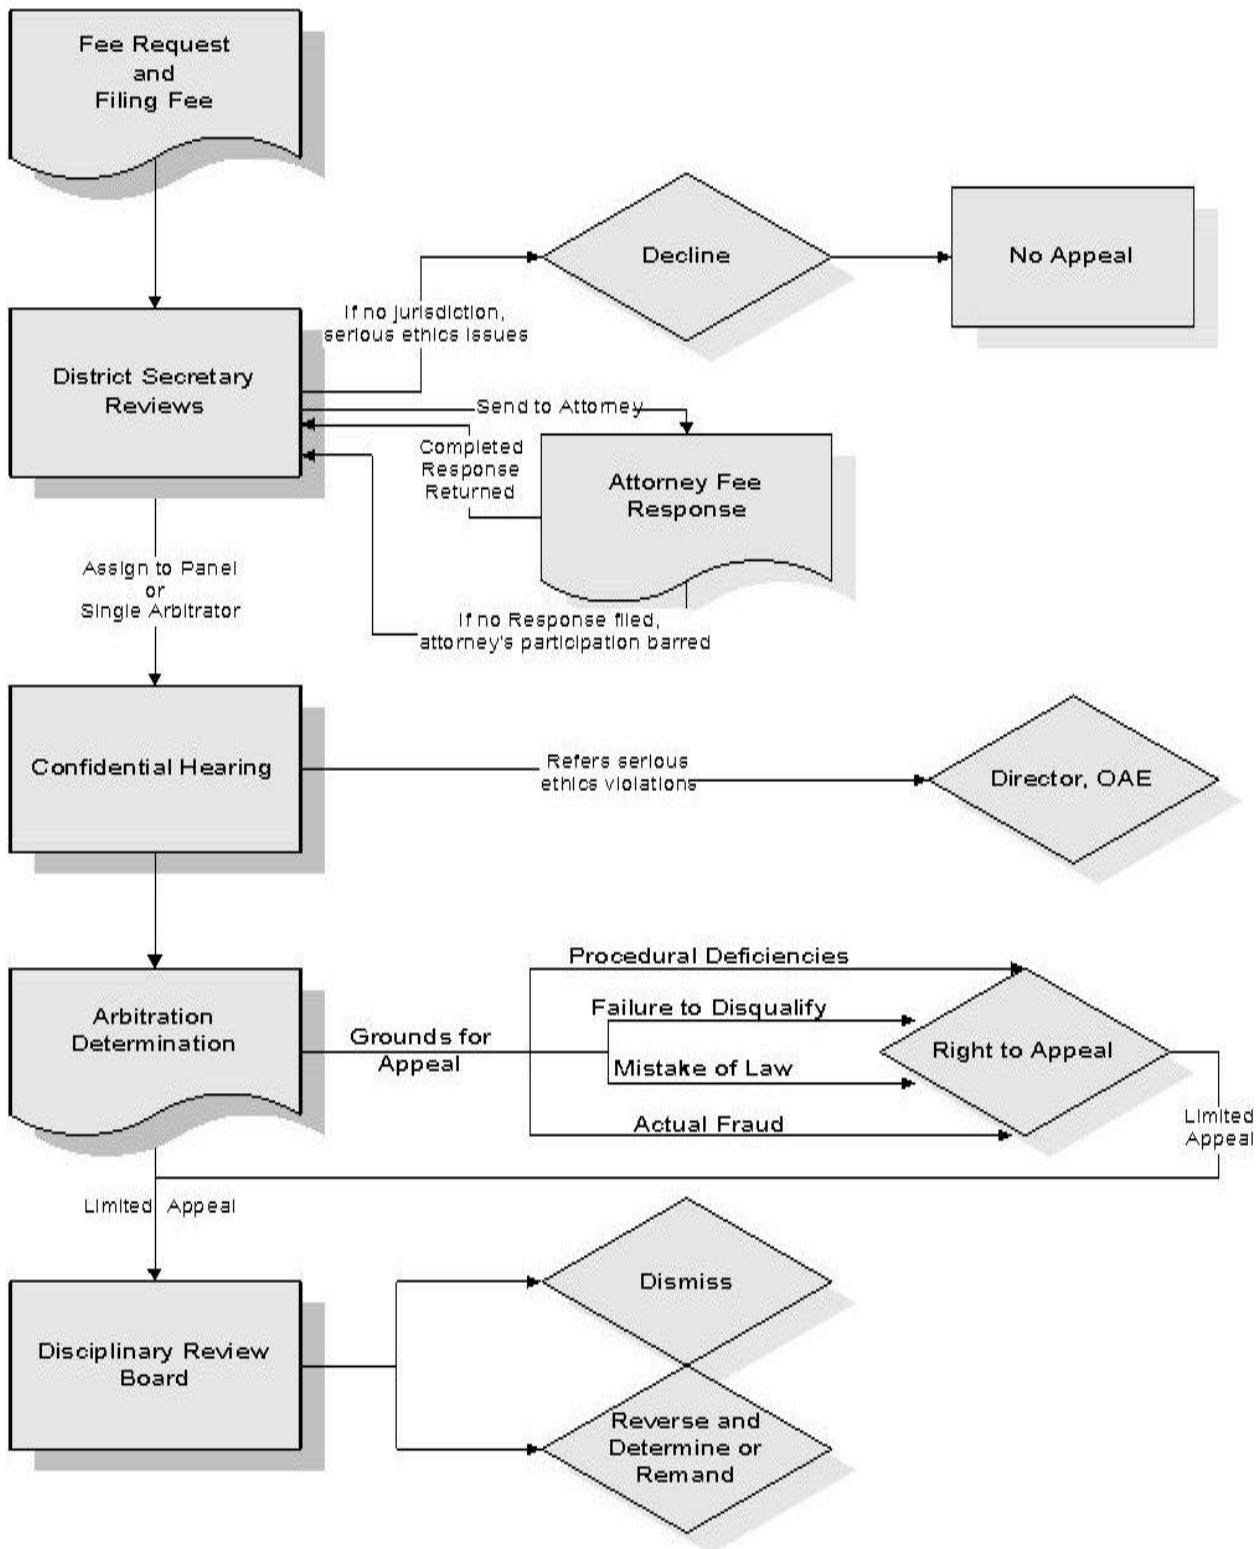 Fee Request
and
Filing Fee
Decline
No Appeal
If no jurisdiction,
serious ethics issues
District Secretary
Reviews
Send to Attorney
Completed
Response
Returned
Attorney Fee
Response
Assign to Panel
or
Single Arbitrator
If no Response filed,
attorney's participation barred
Confidential Hearing
Refers serious
ethics violations
Director, OAE
Arbitration
Determination
Grounds for
Appeal
Procedural Deficiencies
Failure to Disqualify
Mistake of Law
Actual Fraud
Right to Appeal
Limited
Appeal
Limited Appeal
Disciplinary Review
Board
Dismiss
Reverse and
Determine or
Remand